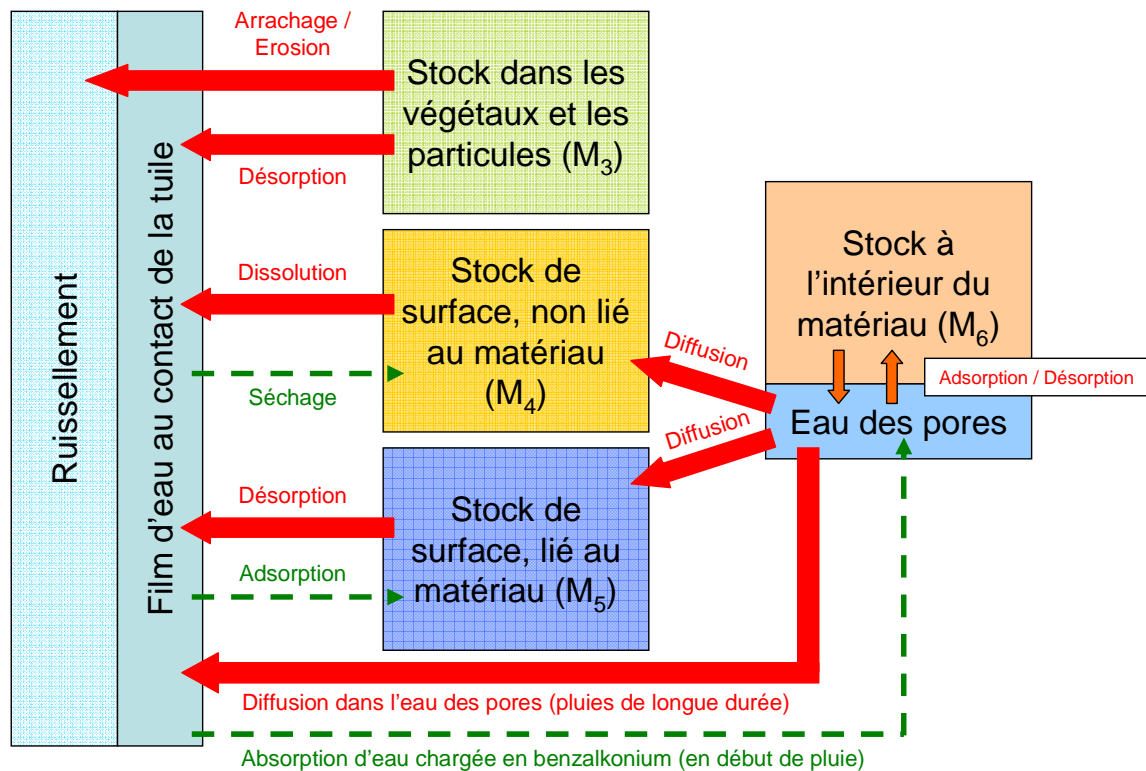 Ruissellement
Film d'eau au contact de la tuile
Arrachage /
Erosion
Désorption
Stock dans les
végétaux et les
particules (M3)
Dissolution
Séchage
Stock de
surface, non lié
au matériau
(M4)
Diffusion
Diffusion
Stock à
l'intérieur du
matériau (M6)
Adsorption / Désorption
Eau des pores
Désorption
Adsorption
Stock de
surface, lié au
matériau (M5)
Diffusion dans l'eau des pores (pluies de longue durée)
Absorption d'eau chargée en benzalkonium (en début de pluie)